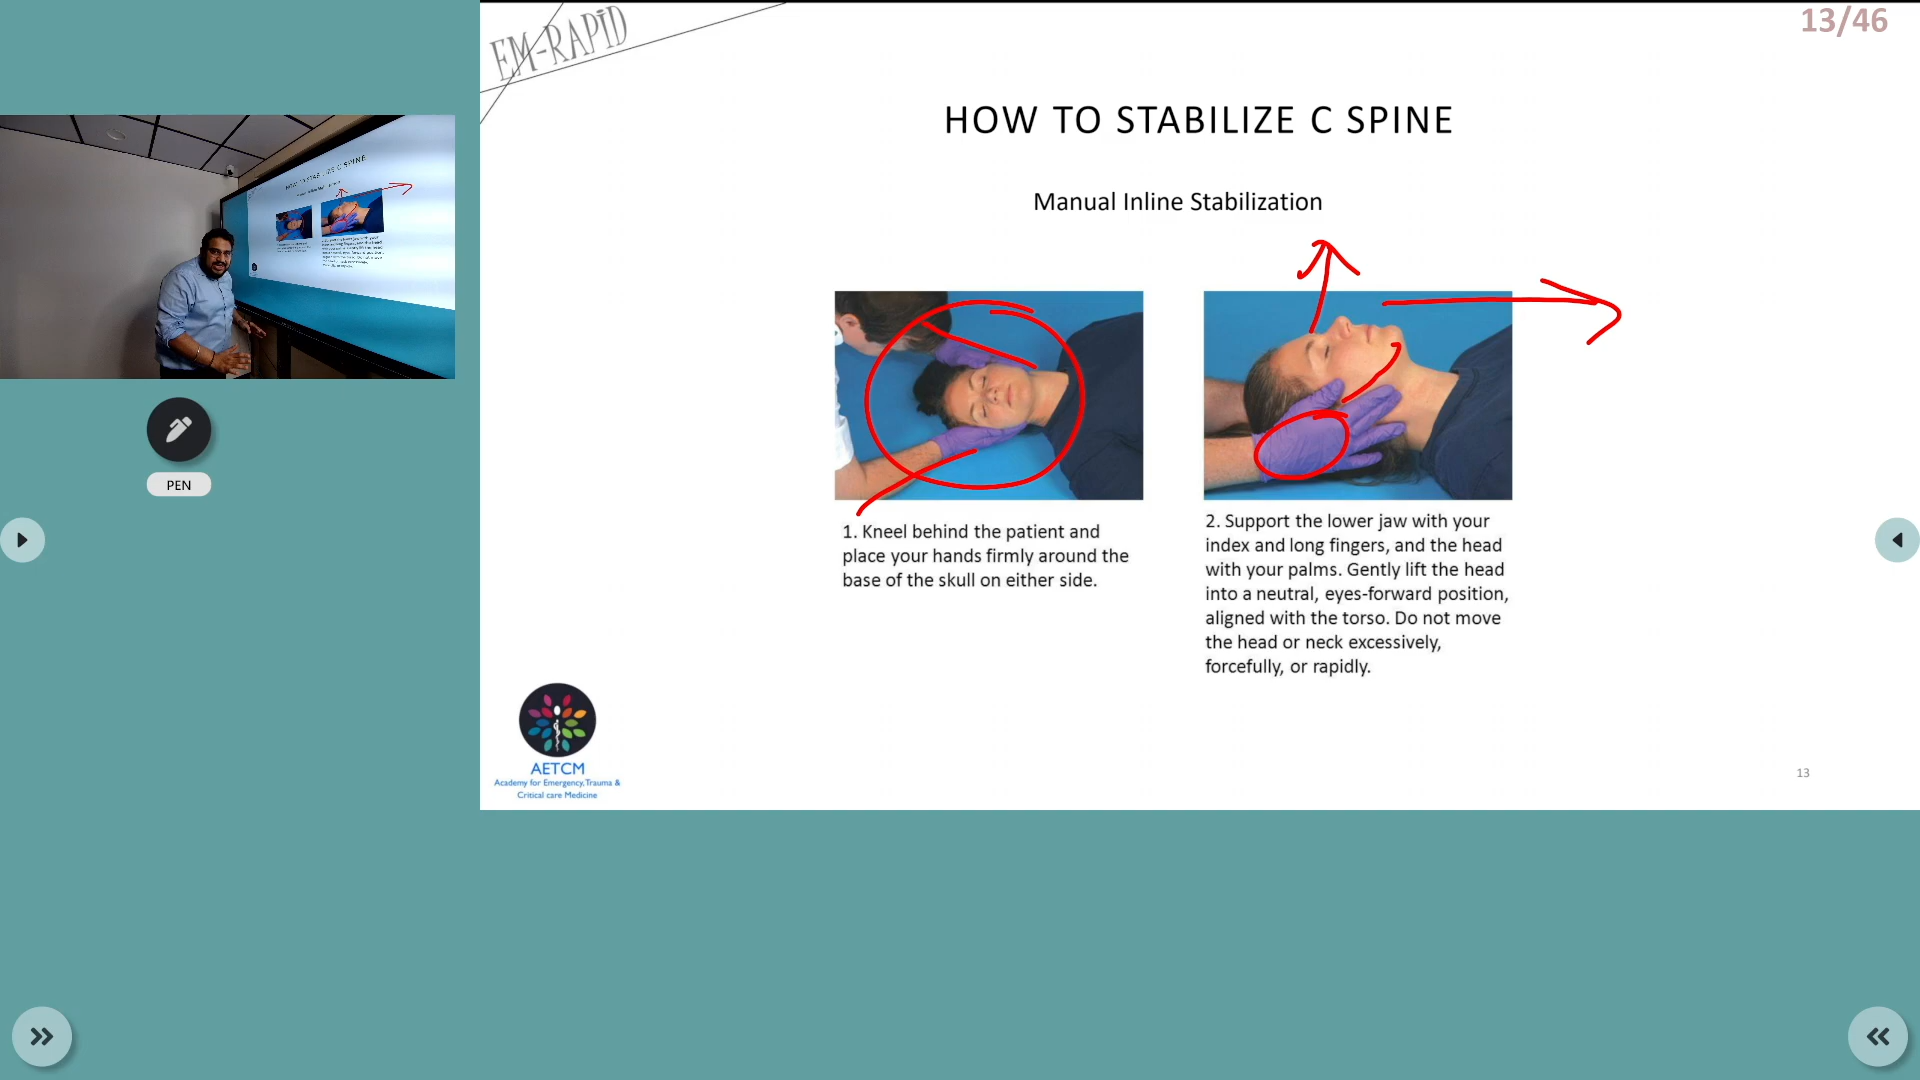 EM-RAPiD
13/46
HOW TO STABILIZE C SPINE
Manual Inline Stabilization
1. Kneel behind the patient and
place your hands firmly around the
base of the skull on either side.
2. Support the lower jaw with your
index and long fingers, and the head
with your palms. Gently lift the head
into a neutral, eyes-forward position,
aligned with the torso. Do not move
the head or neck excessively,
forcefully, or rapidly.
PEN
AETCM
Academy for Emergency,Trauma &
Critical care Medicine
13